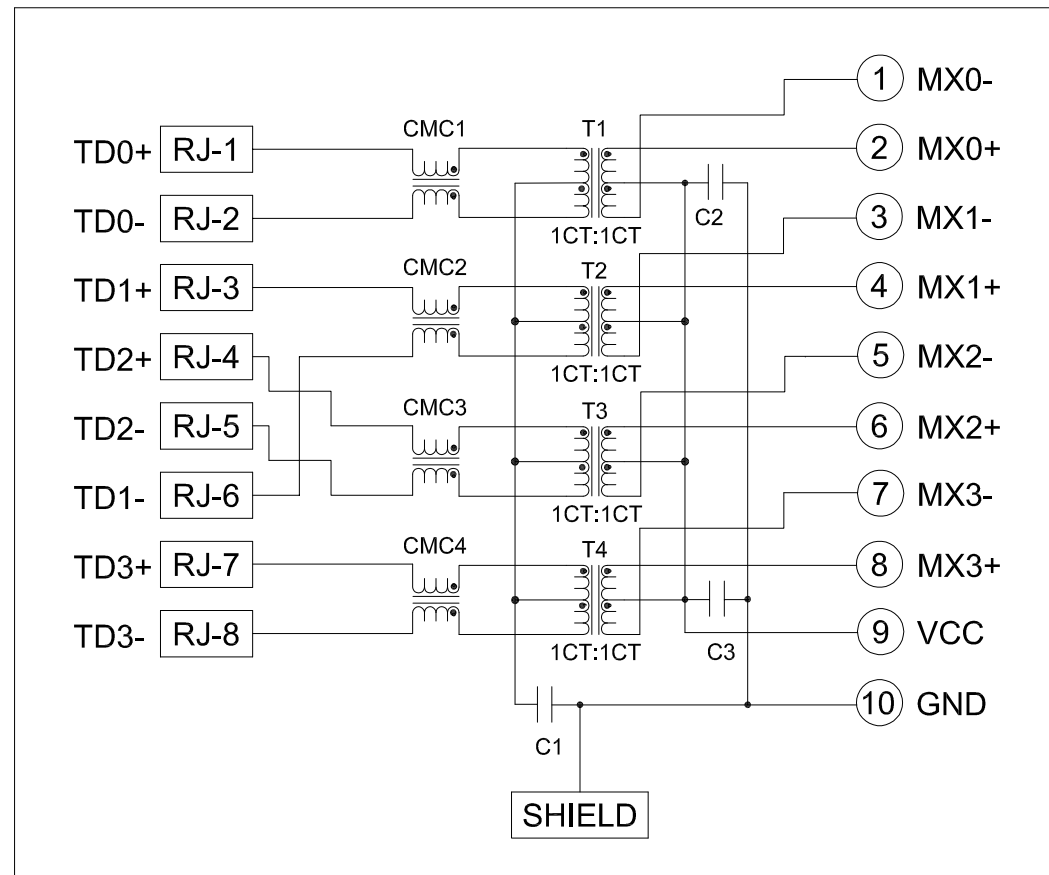 1 MX0-
CMC1 T1
TD0+ RJ-1 2 MX0+
TD0- RJ-2 C2 3 MX1-
1CT:1CT
CMC2 T2
TD1+ RJ-3 4 MX1+
TD2+ RJ-4 5 MX2-
1CT:1CT
CMC3 T3
TD2- RJ-5 6 MX2+
TD1- RJ-6 7 MX3-
1CT:1CT
CMC4 T4
TD3+ RJ-7 8 MX3+
TD3- RJ-8 9 VCC
1CT:1CT C3
10 GND
C1
SHIELD